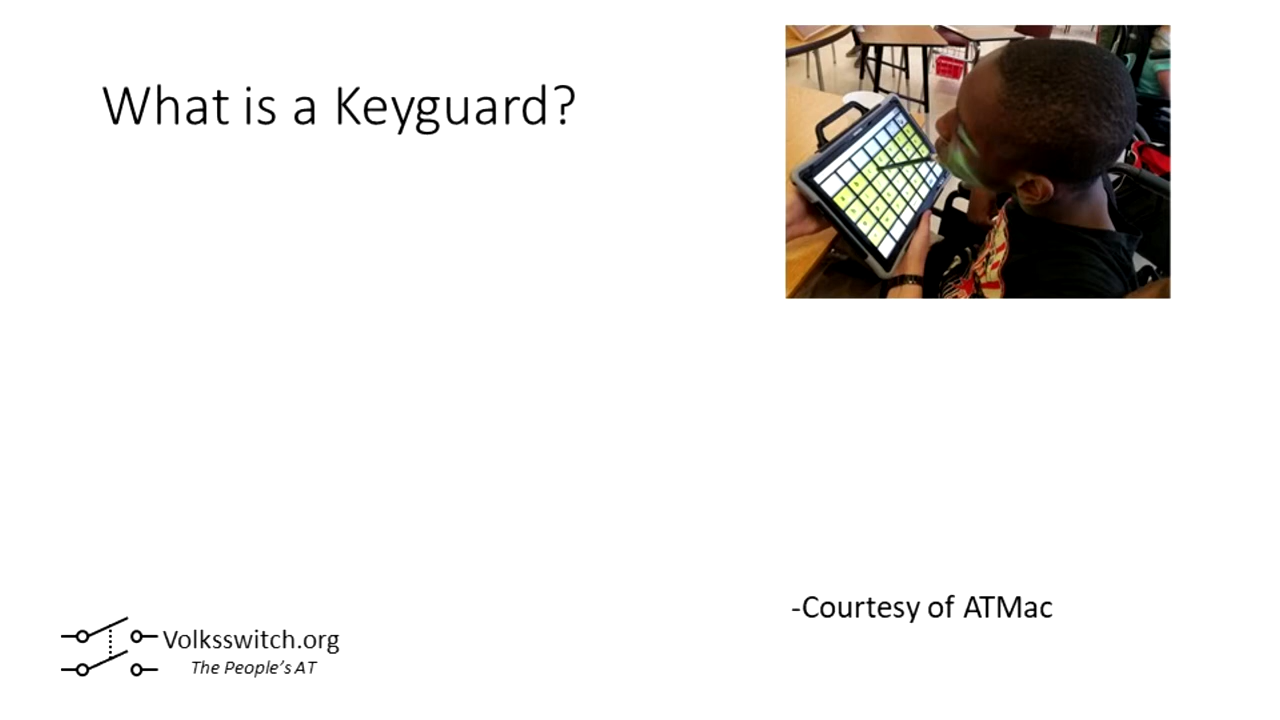 What is a Keyguard?
-Courtesy of ATMac
Volksswitch.org
The People's AT